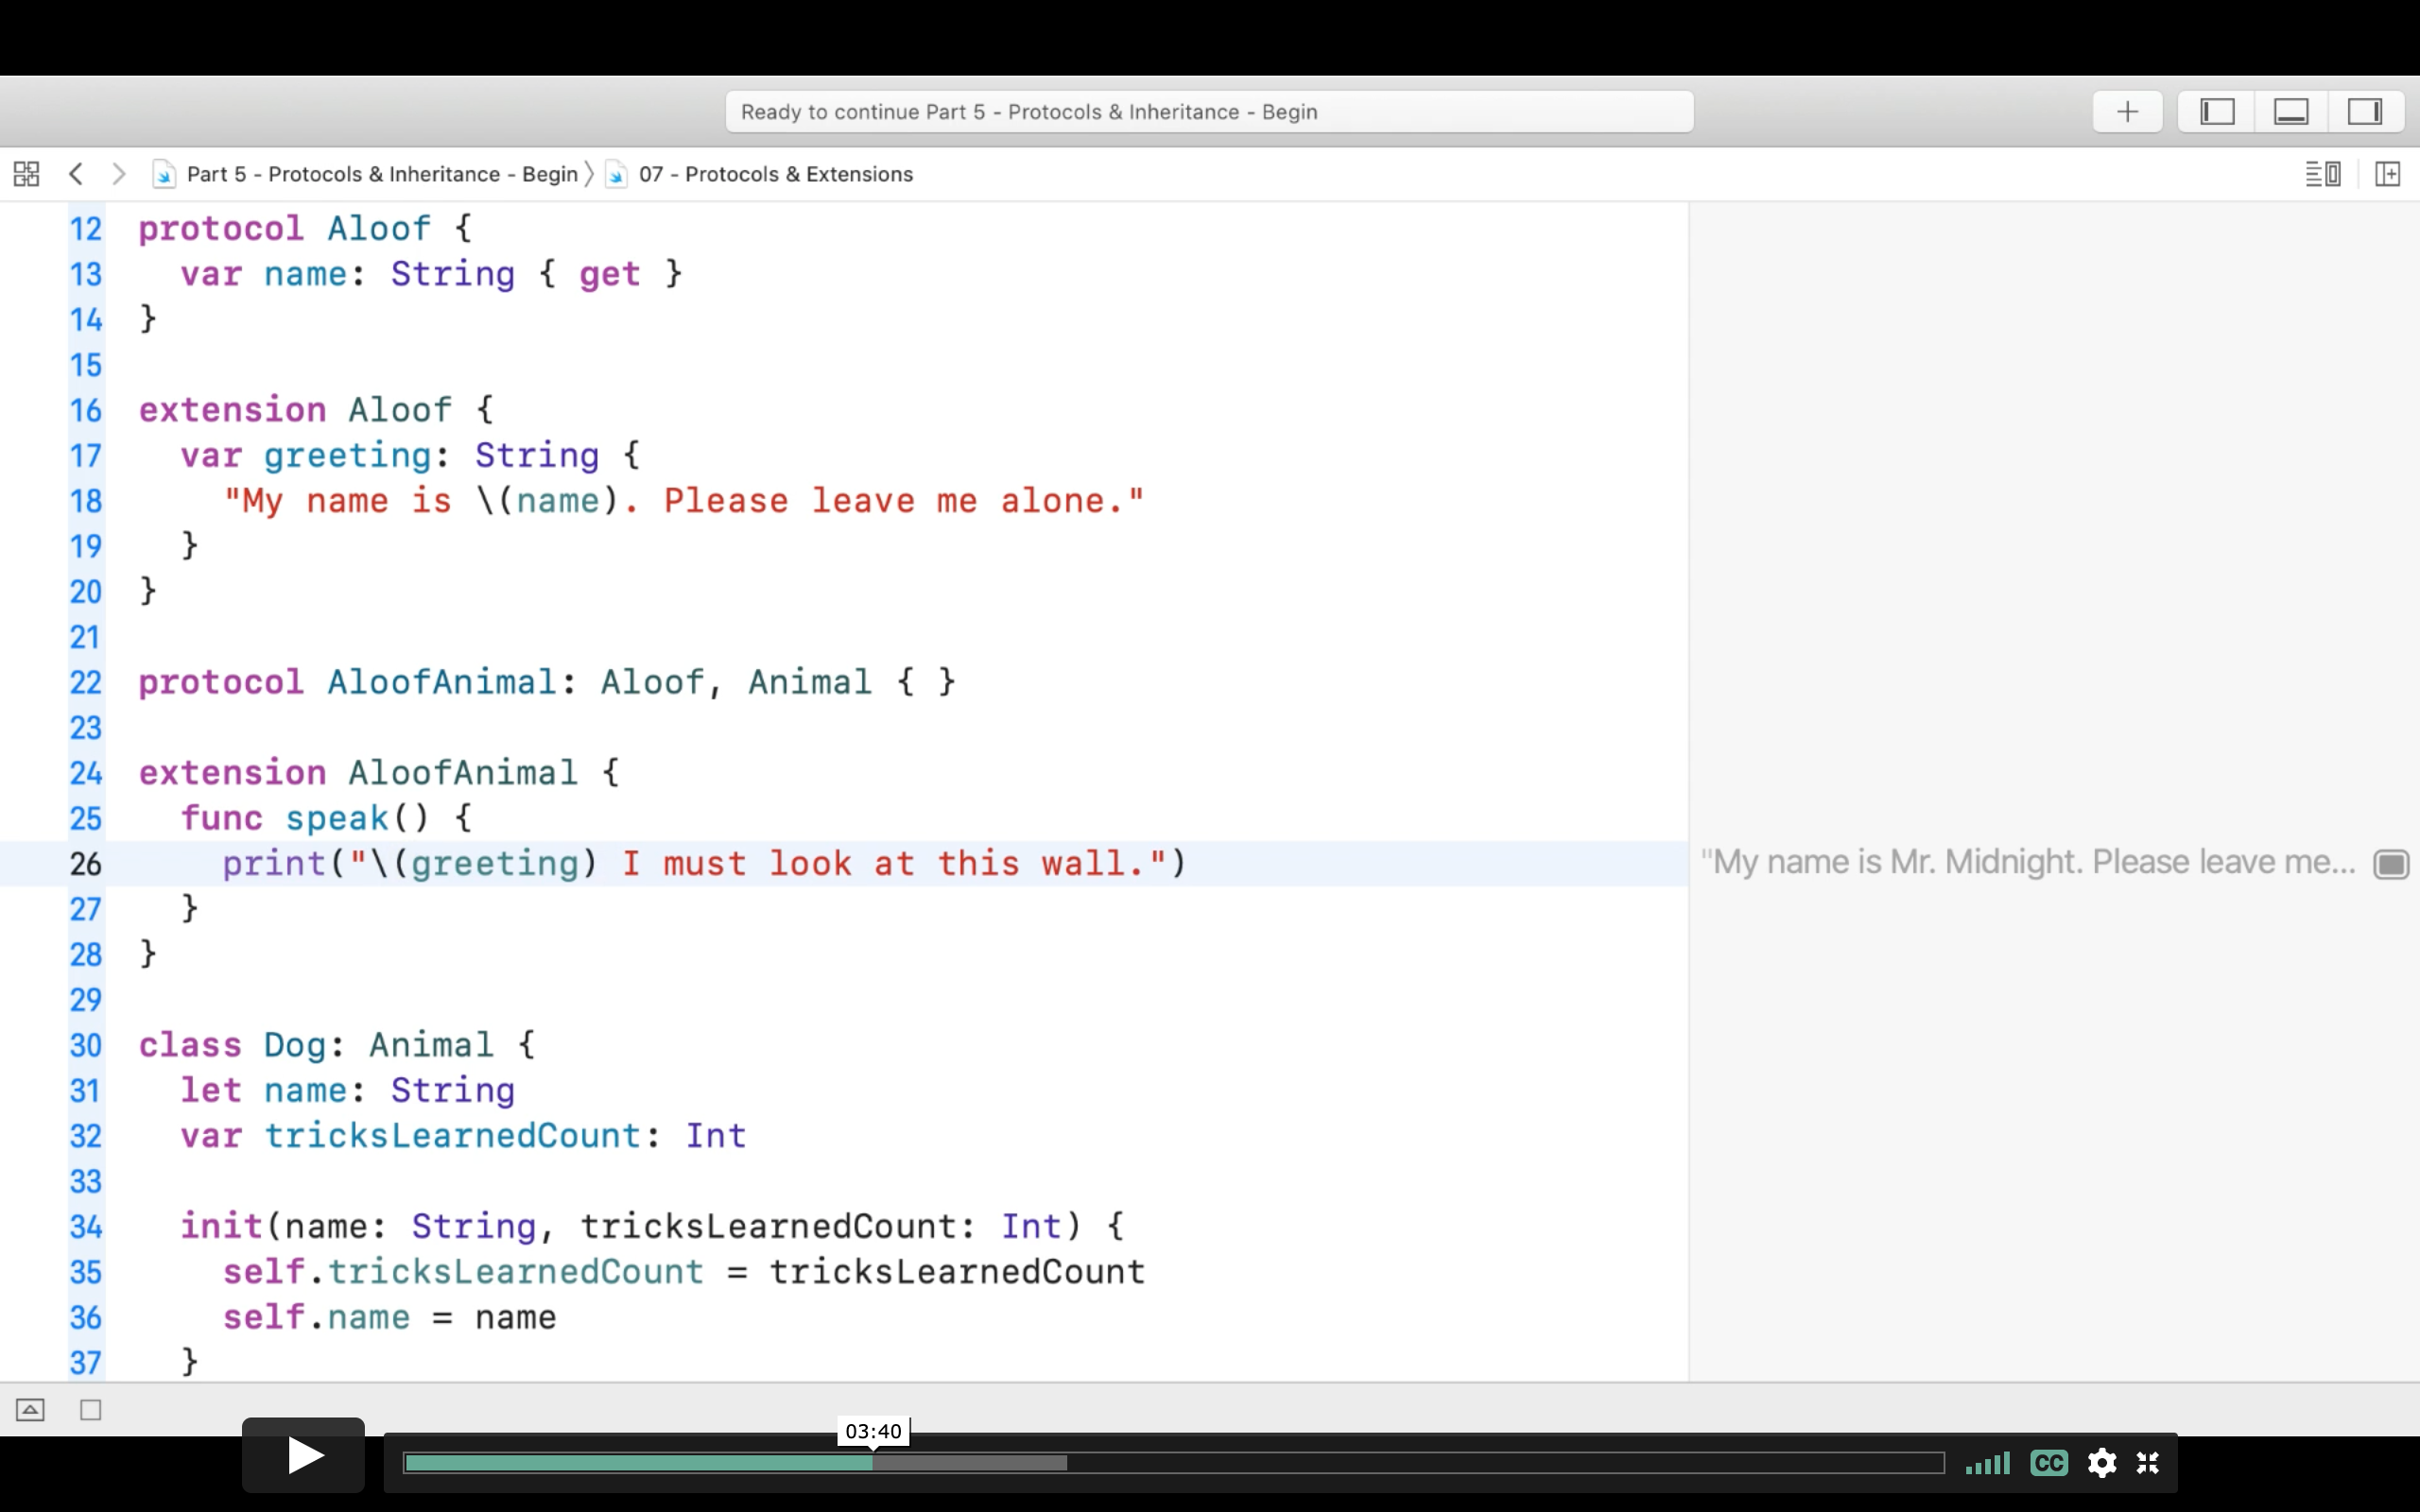 Ready to continue Part 5 - Protocols & Inheritance - Begin
Part 5 - Protocols & Inheritance - Begin 07 - Protocols & Extensions
12 protocol Aloof {
13 var name: String { get }
14 }
15
16 extension Aloof {
17 var greeting: String {
18 "My name is \(name). Please leave me alone."
19 }
20 }
21
22 protocol AloofAnimal: Aloof, Animal { }
23
24 extension AloofAnimal {
25 func speak() {
26 print("\(greeting) I must look at this wall.") "My name is Mr. Midnight. Please leave me...
27 }
28 }
29
30 class Dog: Animal {
31 let name: String
32 var tricksLearnedCount: Int
33
34 init(name: String, tricksLearnedCount: Int) {
35 self.tricksLearnedCount = tricksLearnedCount
36 self.name = name
37 }
03:40
CC